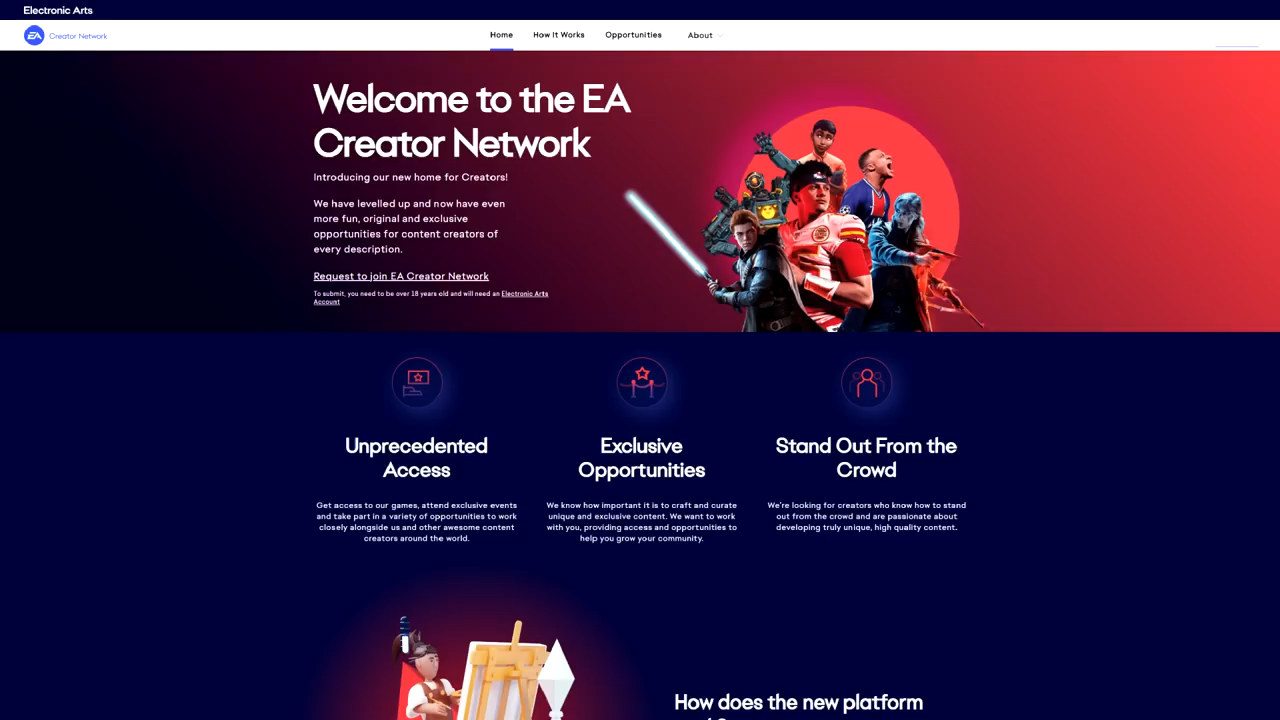 Electronic Arts
EA Creator Network
Home How It Works Opportunities About
Welcome to the EA
Creator Network
Introducing our new home for Creators!
We have levelled up and now have even
more fun, original and exclusive
opportunities for content creators of
every description.
Request to join EA Creator Network
To submit, you need to be over 18 years old and will need an Electronic Arts
Account
Unprecedented
Access
Get access to our games, attend exclusive events
and take part in a variety of opportunities to work
closely alongside us and other awesome content
creators around the world.
Exclusive
Opportunities
We know how important it is to craft and curate
unique and exclusive content. We want to work
with you, providing access and opportunities to
help you grow your community.
Stand Out From the
Crowd
We're looking for creators who know how to stand
out from the crowd and are passionate about
developing truly unique, high quality content.
How does the new platform